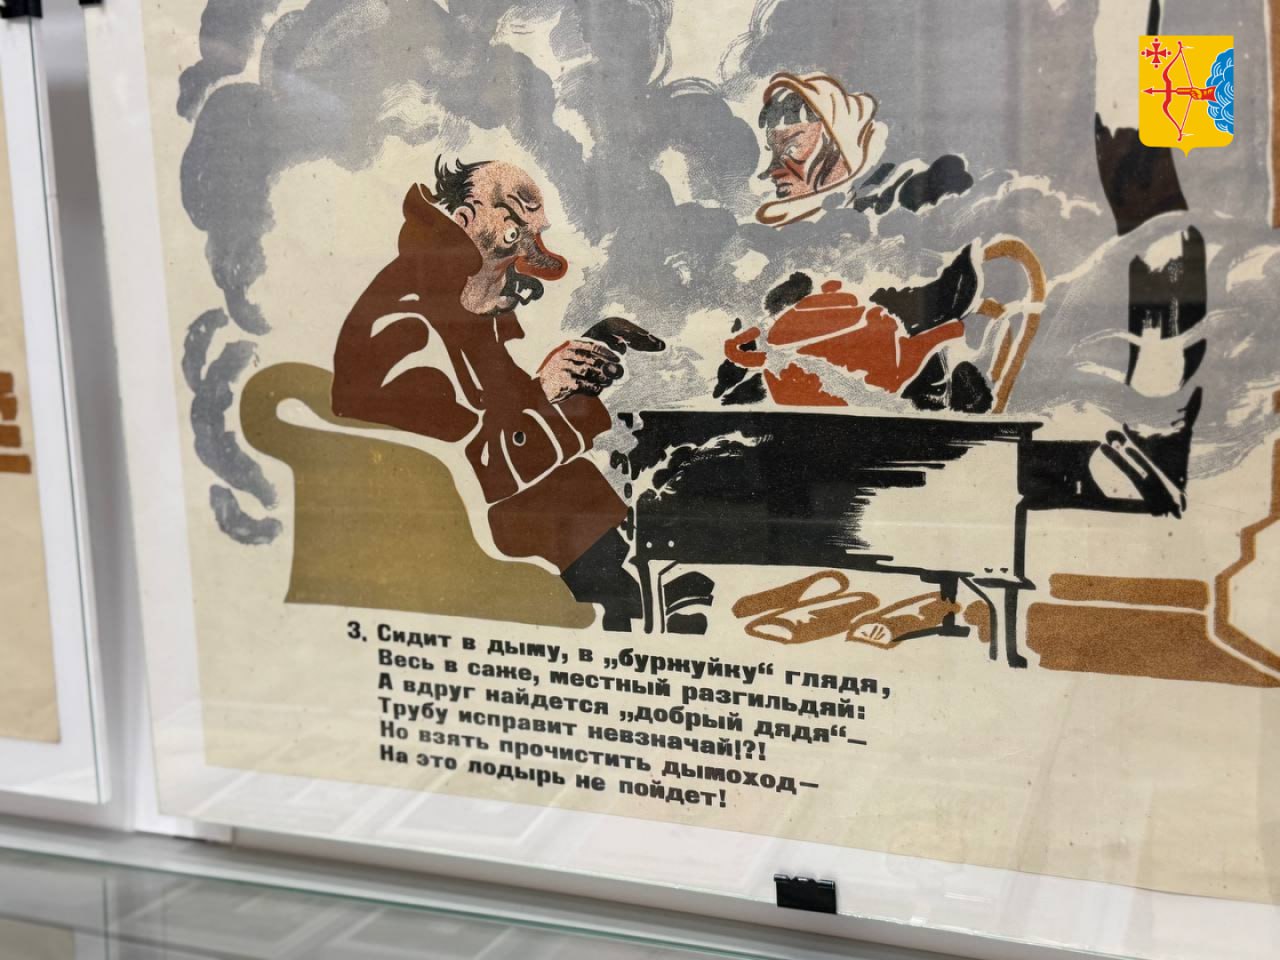 3. Сидит в дыму, в „буржуйку“ глядя,
Весь в саже, местный разгильдяй:
А вдруг найдется „добрый дядя“—
Трубу исправит невзначай!?!
Но взять прочистить дымоход—
На это лодырь не пойдет!